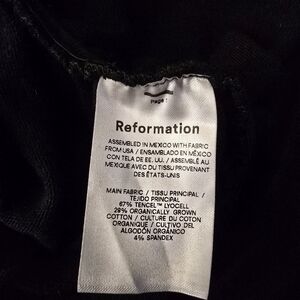 Page 1
Reformation
ASSEMBLED IN MEXICO WITH FABRIC
FROM USA / ENSAMBLADO EN MÉXICO
CON TELA DE EE. UU. / ASSEMBLÉ AU
MEXIQUE AVEC DU TISSU PROVENANT
DES ÉTATS-UNIS
MAIN FABRIC / TISSU PRINCIPAL /
TEJIDO PRINCIPAL
67% TENCEL™ LYOCELL
29% ORGANICALLY GROWN
COTTON / CULTURE DU COTON
ORGANIQUE / CULTIVO DEL
ALGODÓN ORGÁNICO
4% SPANDEX